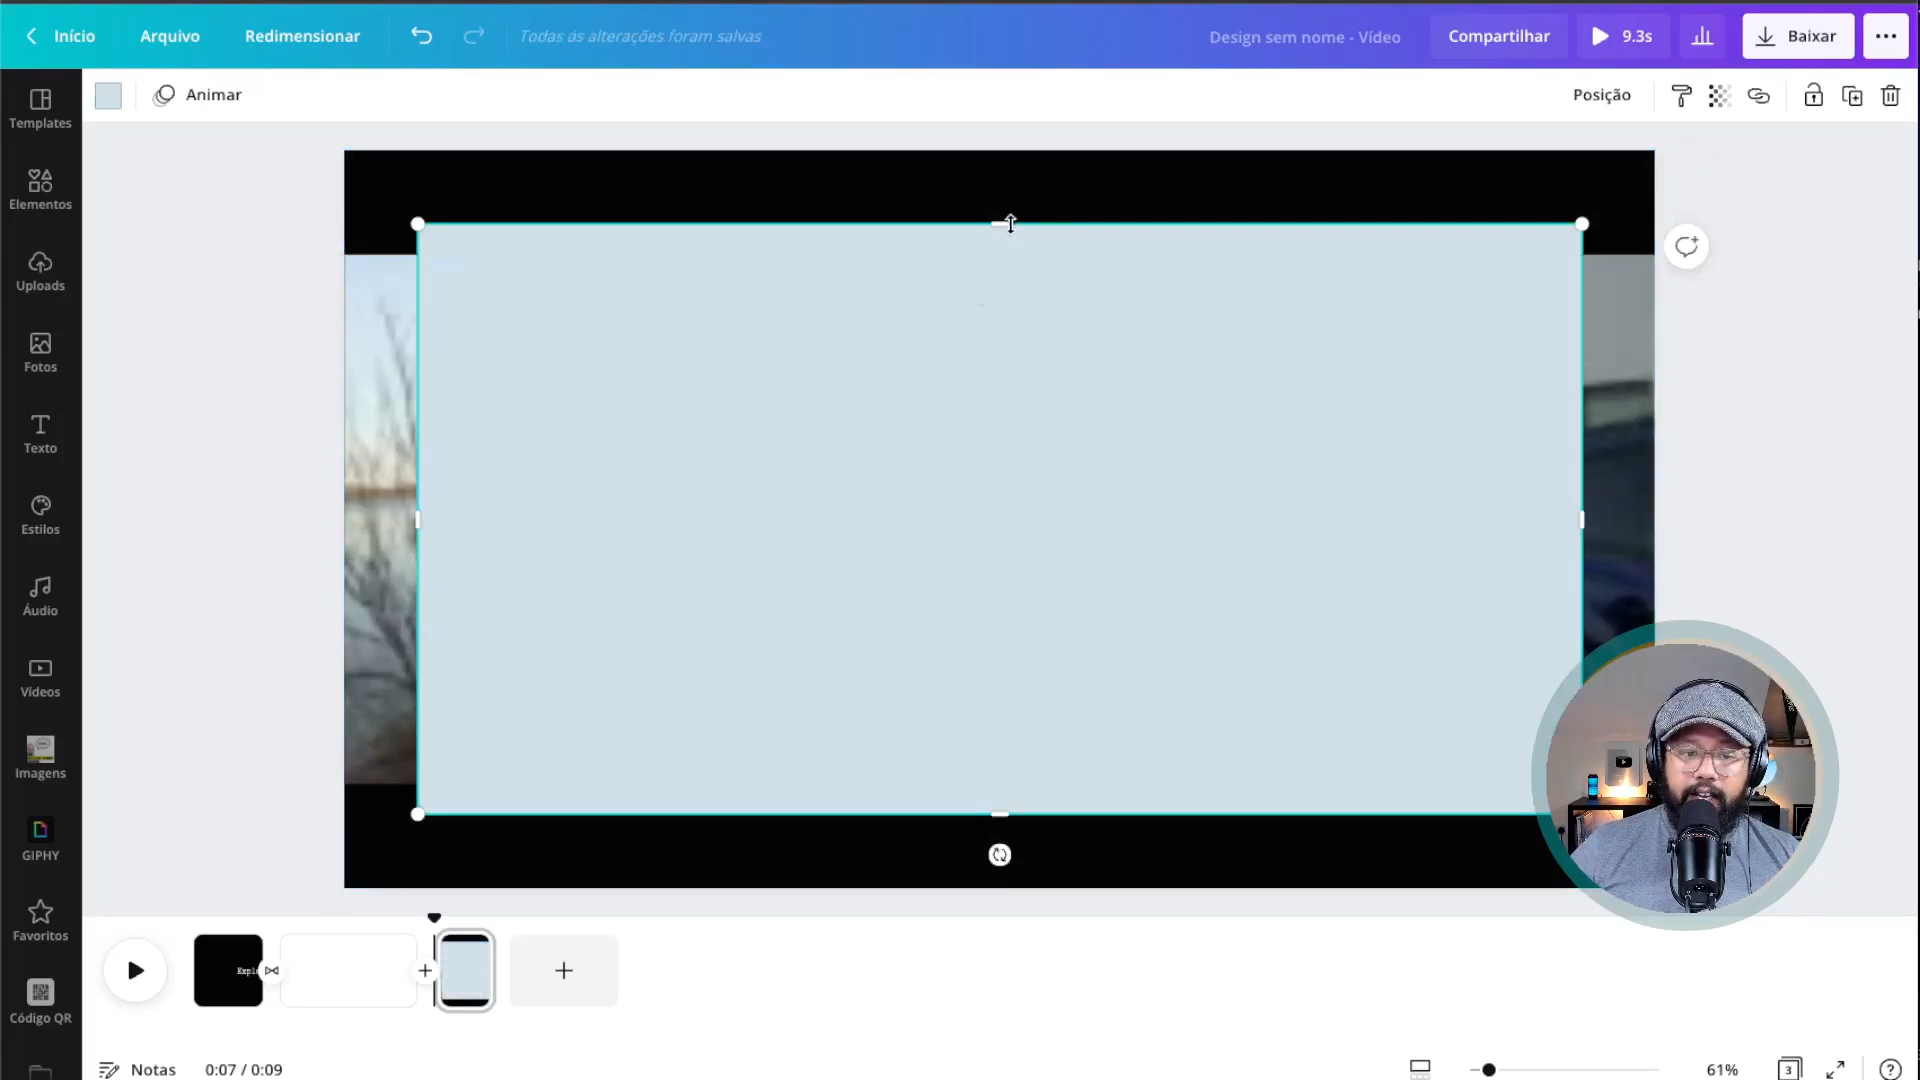 Início
Arquivo
Redimensionar
Todas as alterações foram salvas
Design sem nome - Vídeo
Compartilhar
9.3s
Baixar
Animar
Posição
Templates
Elementos
Uploads
Fotos
Texto
Estilos
Áudio
Vídeos
Imagens
GIPHY
Favoritos
Código QR
Explo
Notas
0:07 / 0:09
61%
3
?